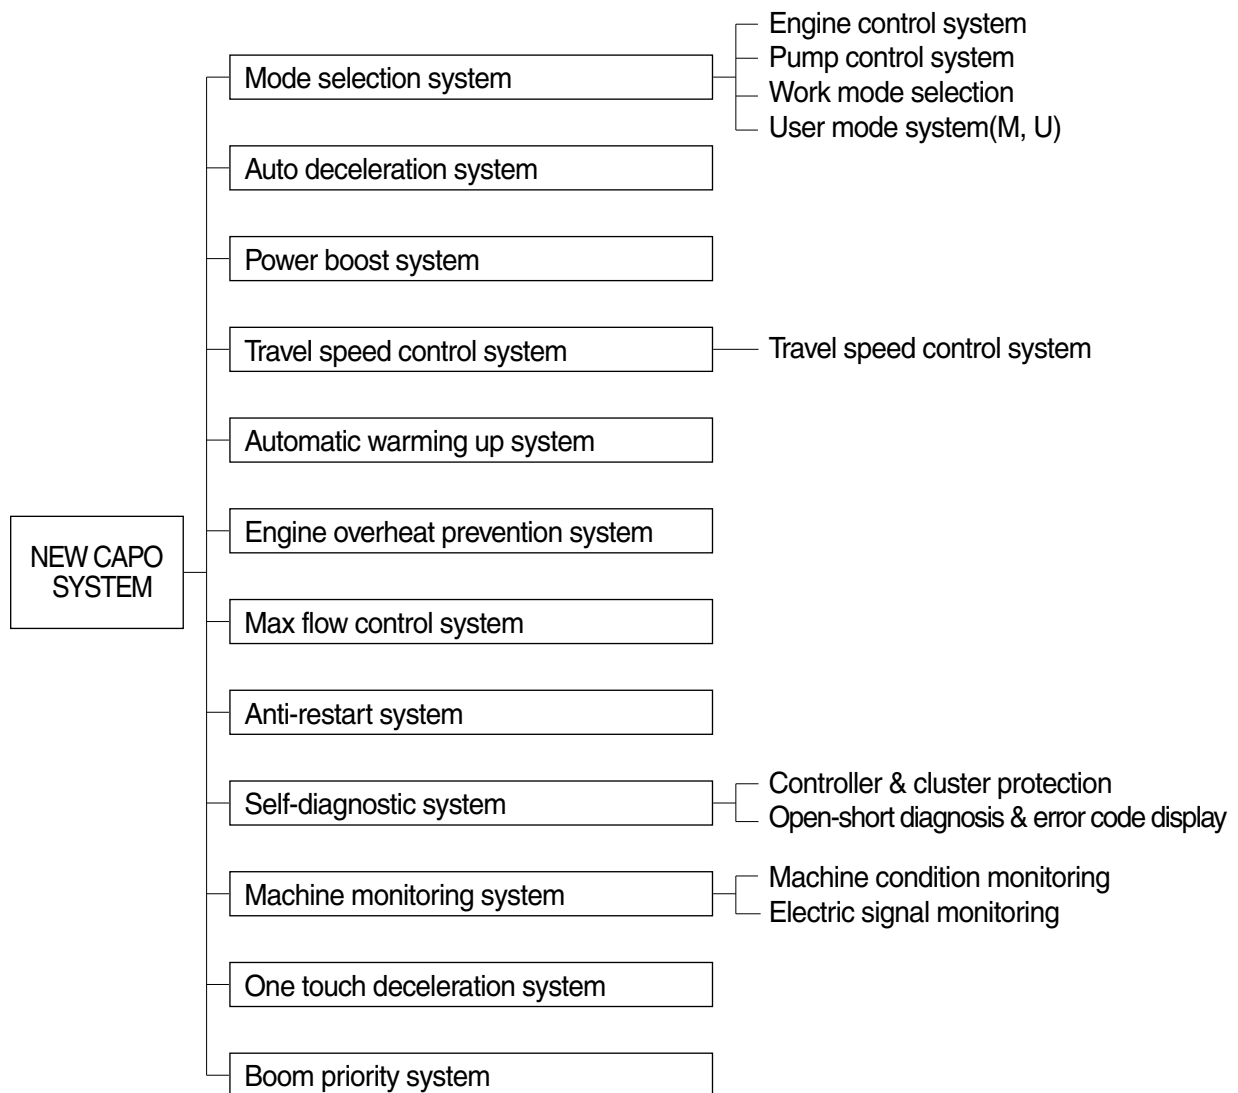 Engine control system
Pump control system
Mode selection system
Work mode selection
User mode system(M, U)
Auto deceleration system
Power boost system
Travel speed control system
Travel speed control system
Automatic warming up system
Engine overheat prevention system
NEW CAPO
SYSTEM
Max flow control system
Anti-restart system
Self-diagnostic system
Controller & cluster protection
Open-short diagnosis & error code display
Machine monitoring system
Machine condition monitoring
Electric signal monitoring
One touch deceleration system
Boom priority system